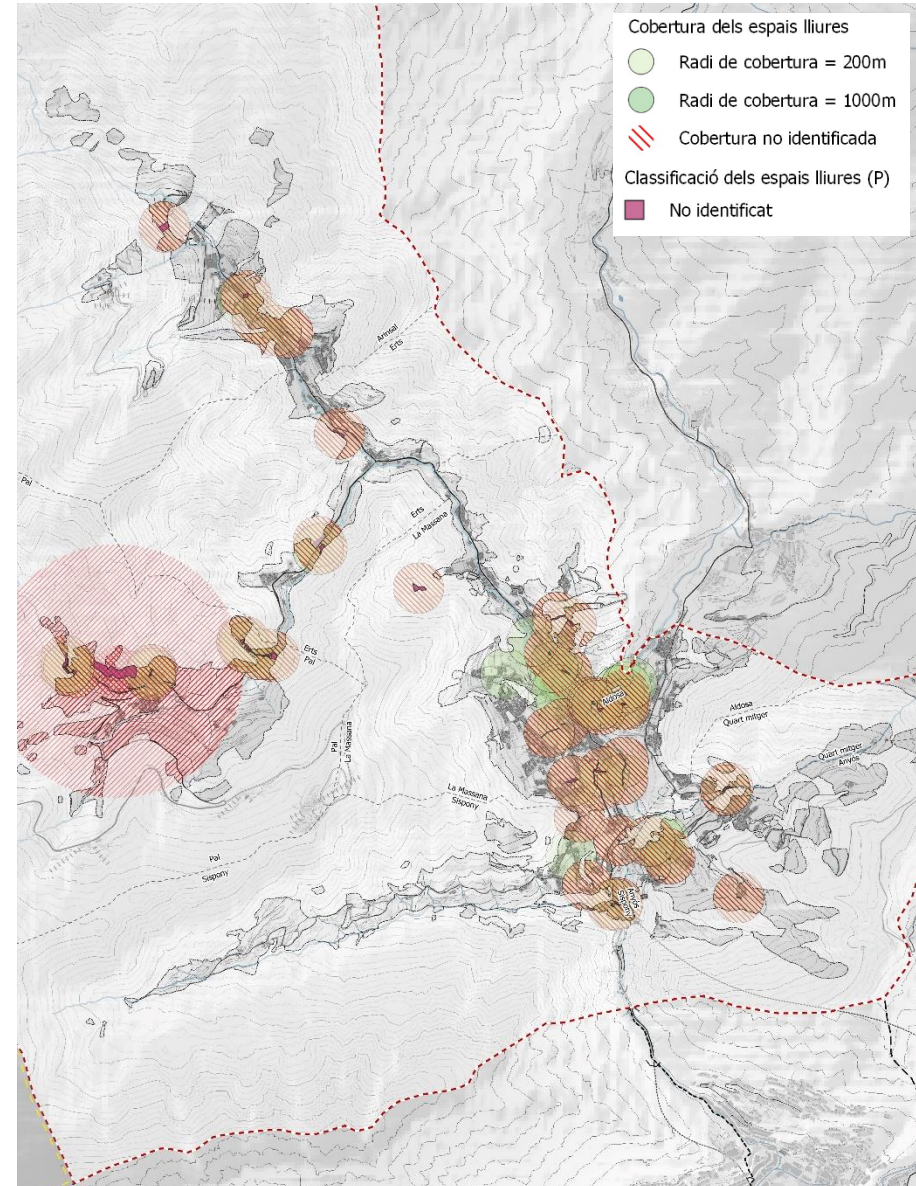 Cobertura dels espais lliures
Radi de cobertura = 200m
Radi de cobertura = 1000m
Cobertura no identificada
Classificació dels espais lliures (P)
No identificat
Arinsal
Erts
Pal
Erts
La Massana
Erts
Pal
Aldosa
Aldosa
Quart mitger
Pal
La Massana
Quart mitger
Anyós
La Massana
Sispony
Pal
Sispony
Anyós
Sispony